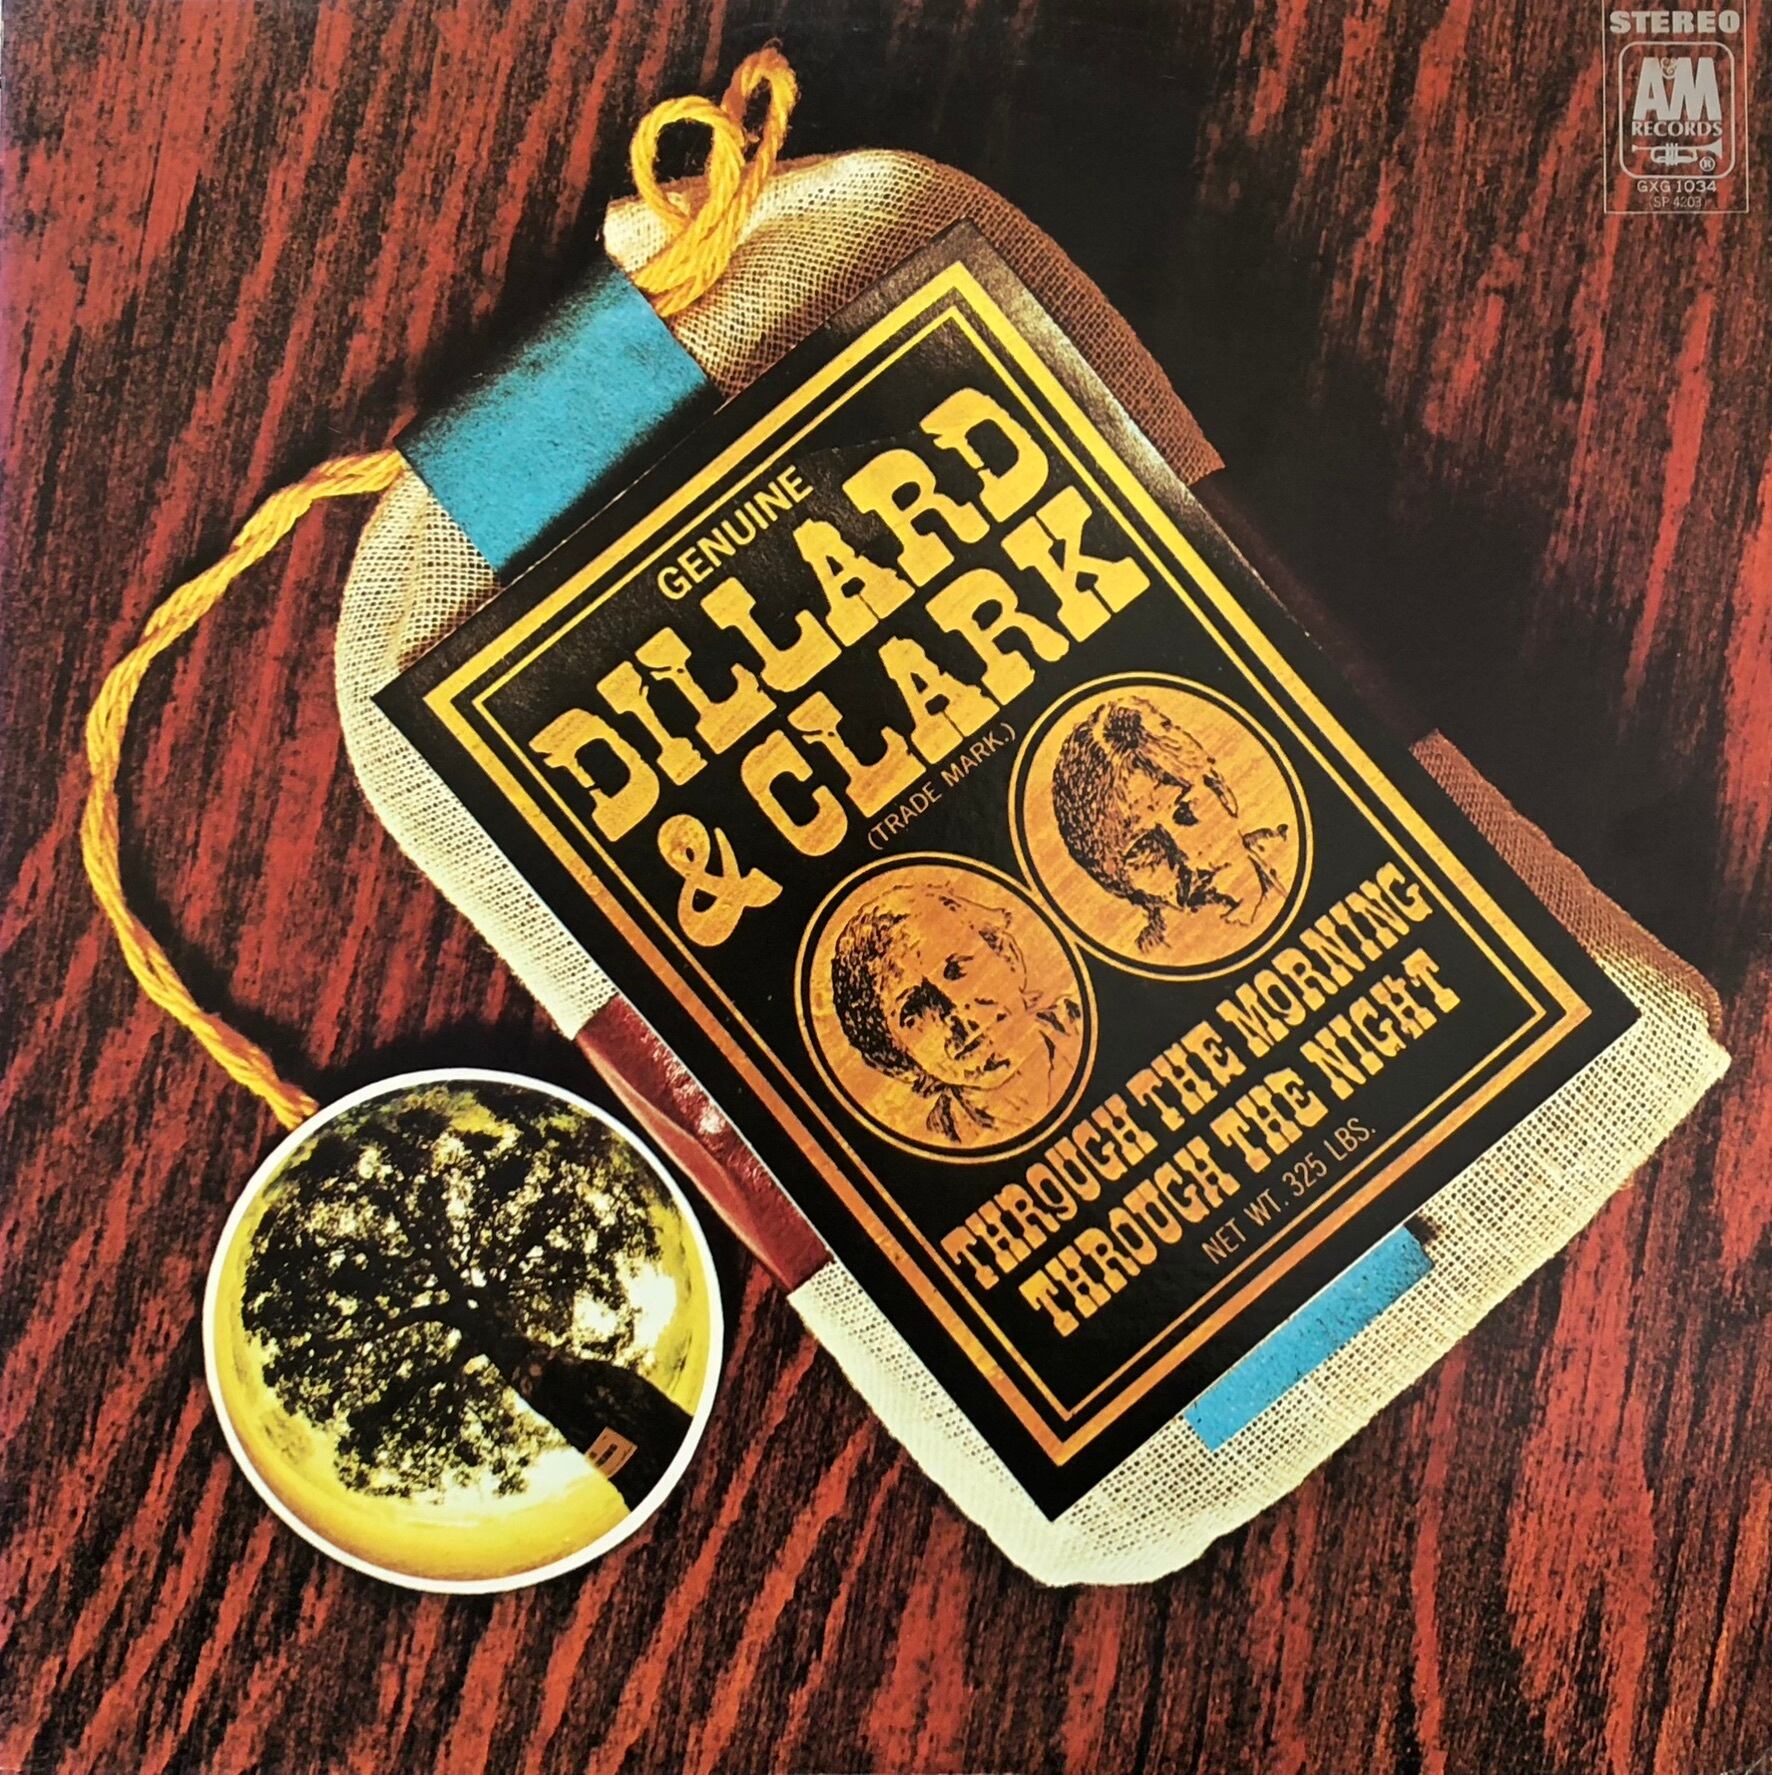 STEREO
A&M
RECORDS
®
GXG 1034
(SP 4203)
GENUINE
DILLARD
& CLARK
(TRADE MARK.)
THROUGH THE MORNING
THROUGH THE NIGHT
NET WT. 325 LBS.